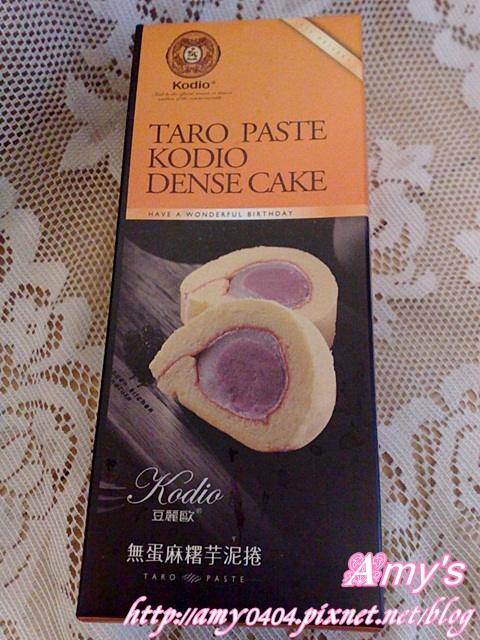 Kodio®
TARO PASTE
KODIO
DENSE CAKE
HAVE A WONDERFUL BIRTHDAY
Kodio
豆麗歐®
無蛋麻糬芋泥捲
TARO PASTE
Amy's
http://amy0404.pixnet.net/blog